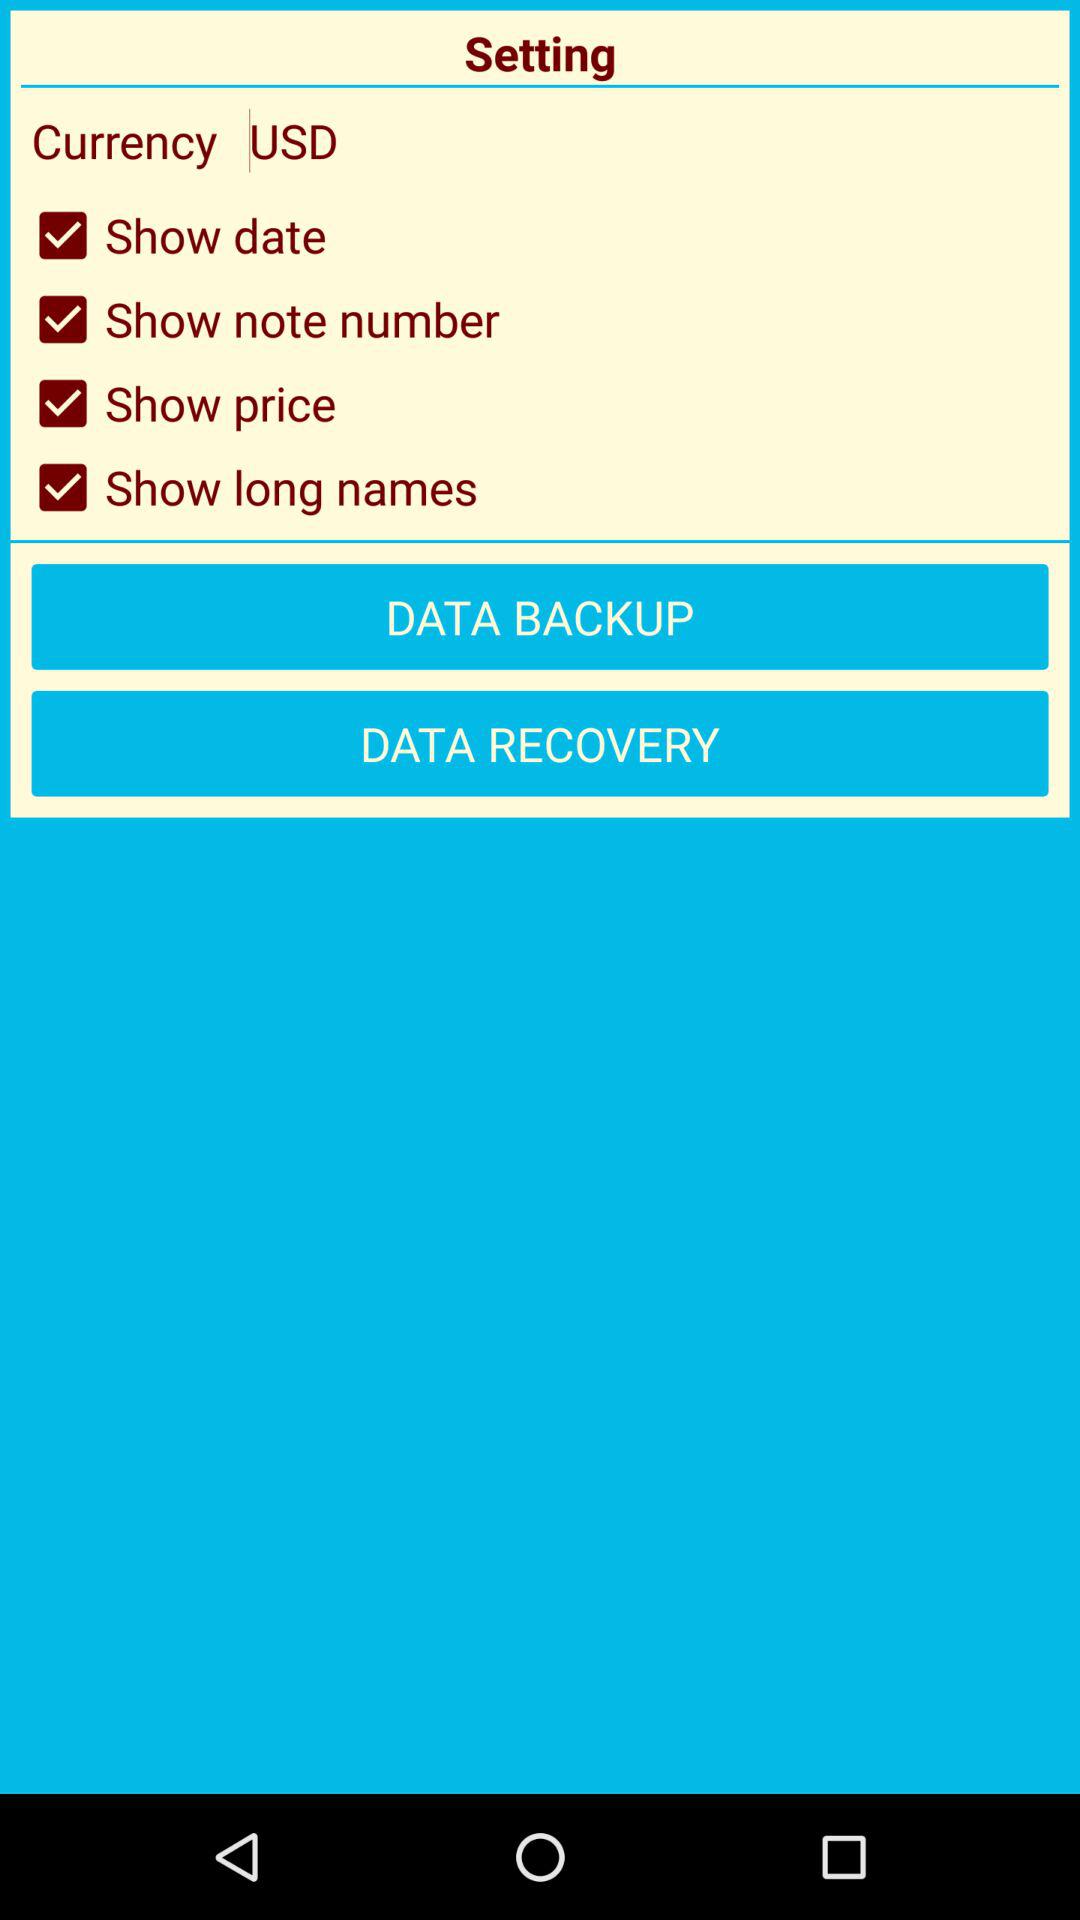 Setting
Currency USD
Show date
Show note number
Show price
Show long names
DATA BACKUP
DATA RECOVERY